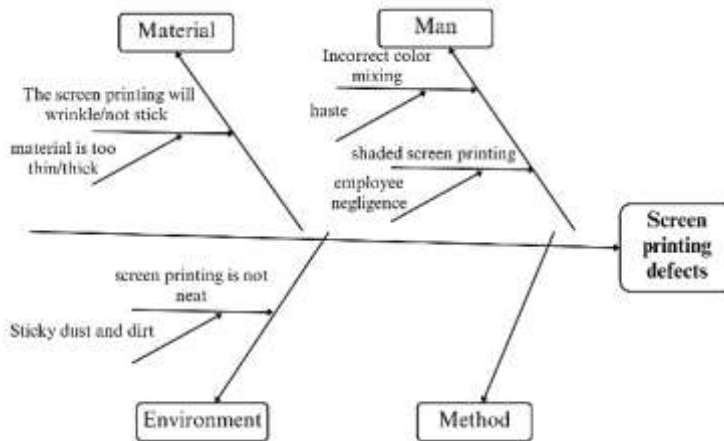 Material
Man
Incorrect color
mixing
The screen printing will
wrinkle/not stick
haste
material is too
thin/thick
shaded screen printing
employee
negligence
Screen
printing
defects
screen printing is not
neat
Sticky dust and dirt
Environment
Method